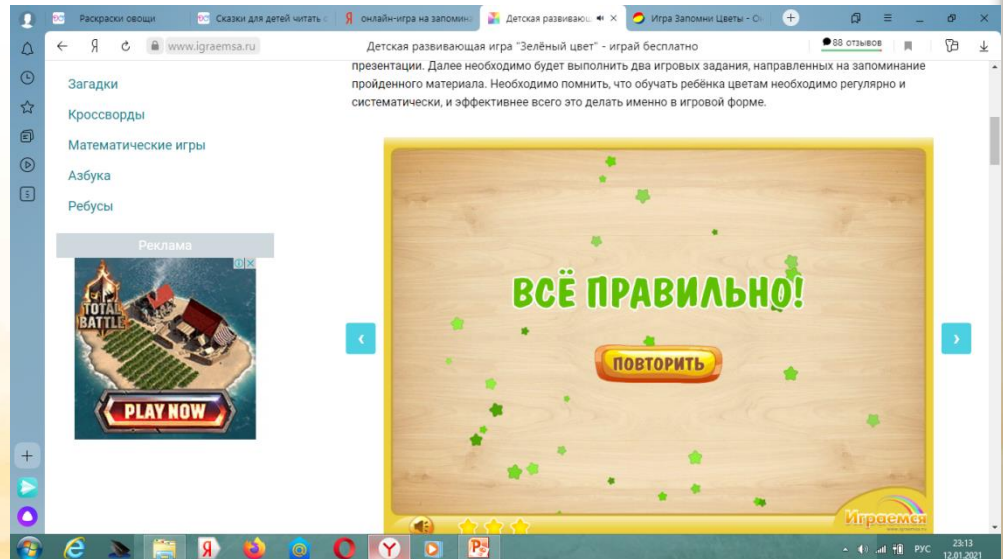 Раскраски овощи
Сказки для детей читать с
Я онлайн-игра на запомина
Детская развивающ
Игра Запомни Цветы - О
Я www.igraemsa.ru
Детская развивающая игра "Зелёный цвет" - играй бесплатно
88 отзывов
презентации. Далее необходимо будет выполнить два игровых задания, направленных на запоминание
пройденного материала. Необходимо помнить, что обучать ребёнка цветам необходимо регулярно и
систематически, и эффективнее всего это делать именно в игровой форме.
Загадки
Кроссворды
Математические игры
Азбука
Ребусы
Реклама
TOTAL
BATTLE
PLAY NOW
ВСЁ ПРАВИЛЬНО!
ПОВТОРИТЬ
Играемся
РУС
23:13
12.01.2021